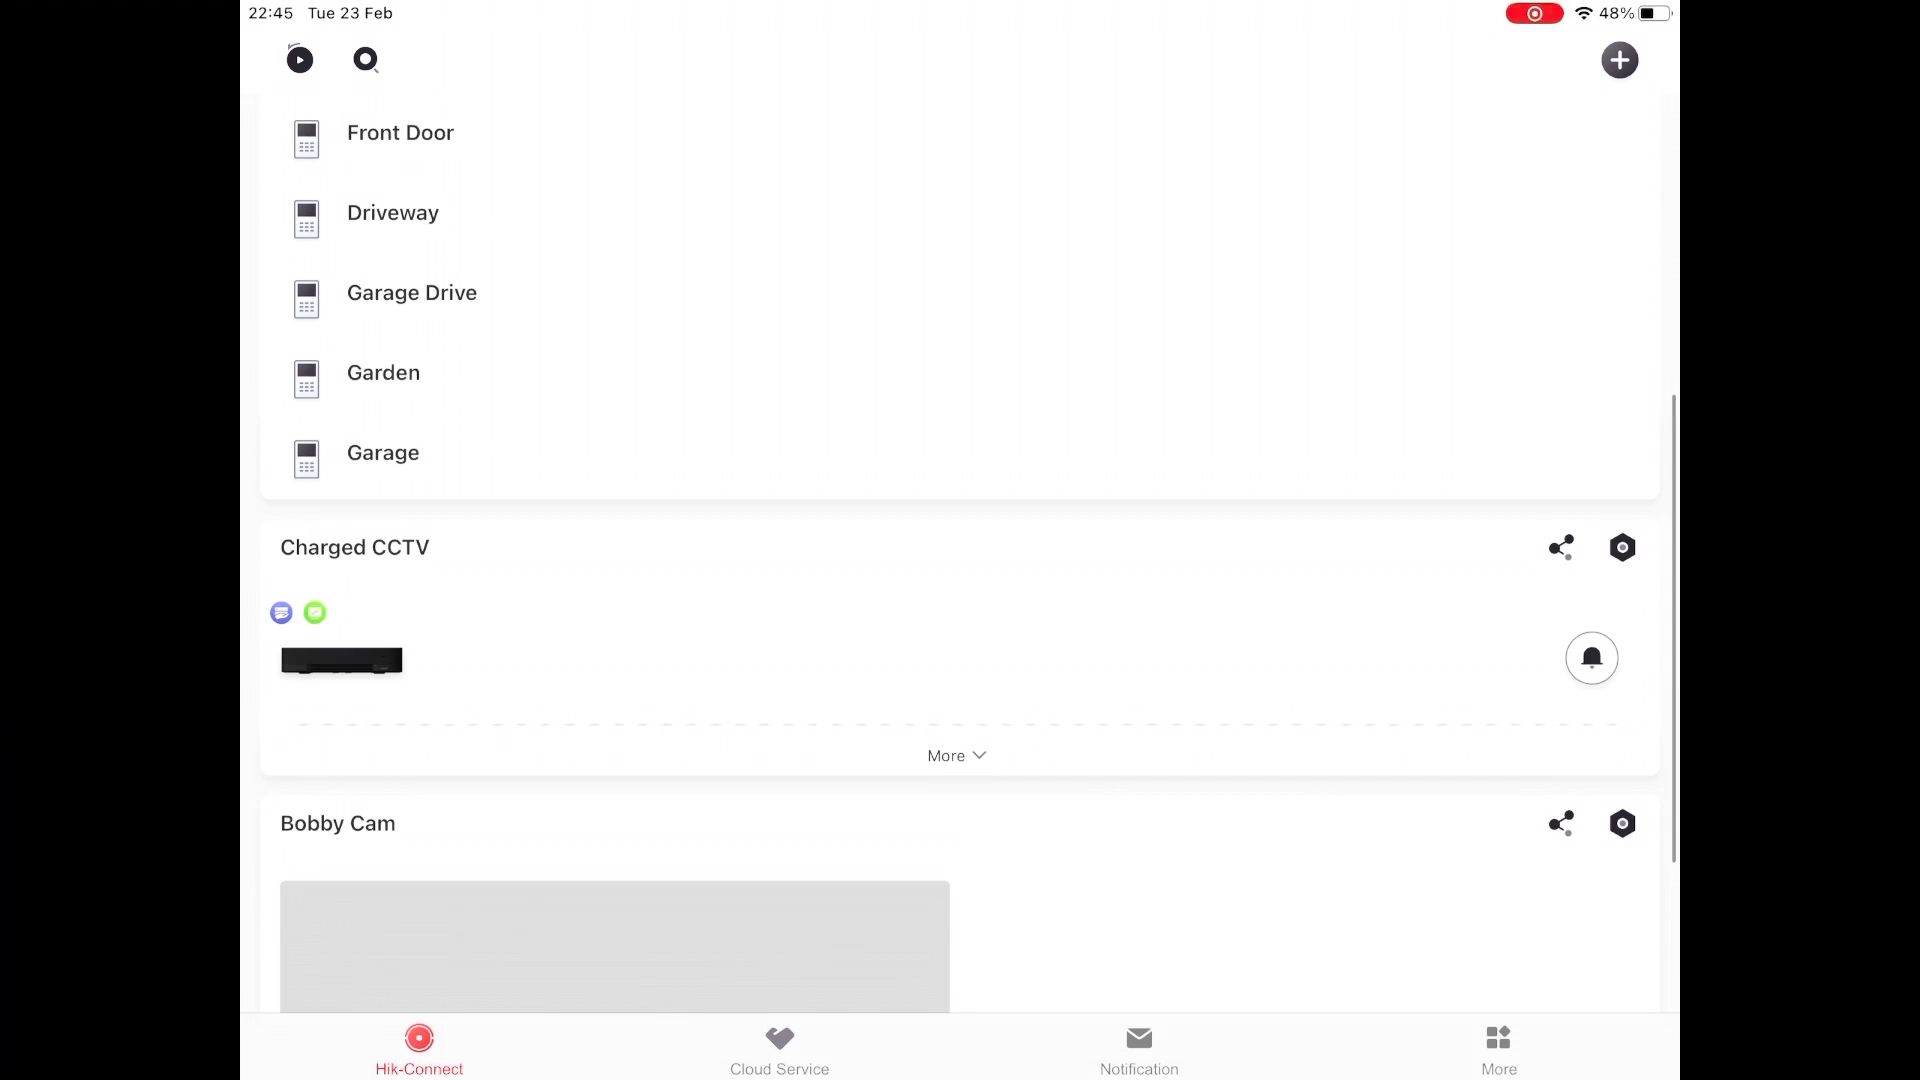 22:45 Tue 23 Feb
48%
Front Door
Driveway
Garage Drive
Garden
Garage
Charged CCTV
More
Bobby Cam
Hik-Connect
Cloud Service
Notification
More